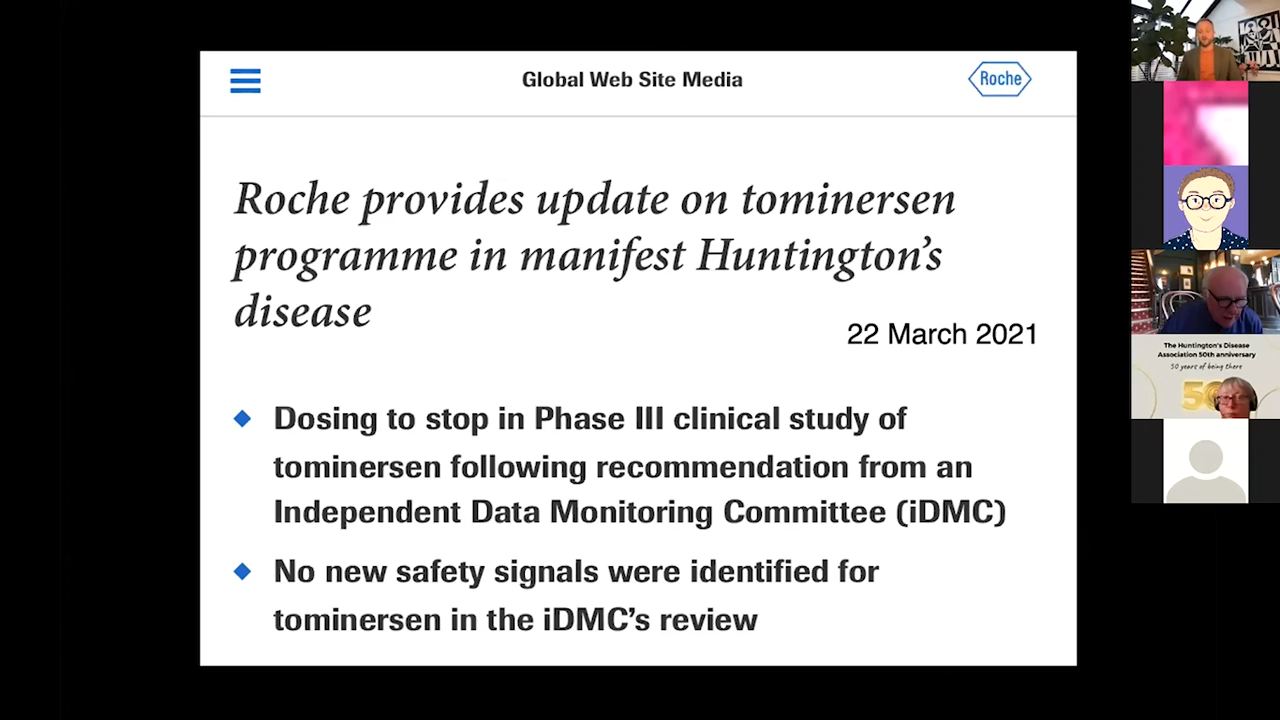 Global Web Site Media
Roche
Roche provides update on tominersen
programme in manifest Huntington's
disease
22 March 2021
Dosing to stop in Phase III clinical study of
tominersen following recommendation from an
Independent Data Monitoring Committee (iDMC)
No new safety signals were identified for
tominersen in the iDMC's review
The Huntington's Disease
Association 50th anniversary
50 years of being there